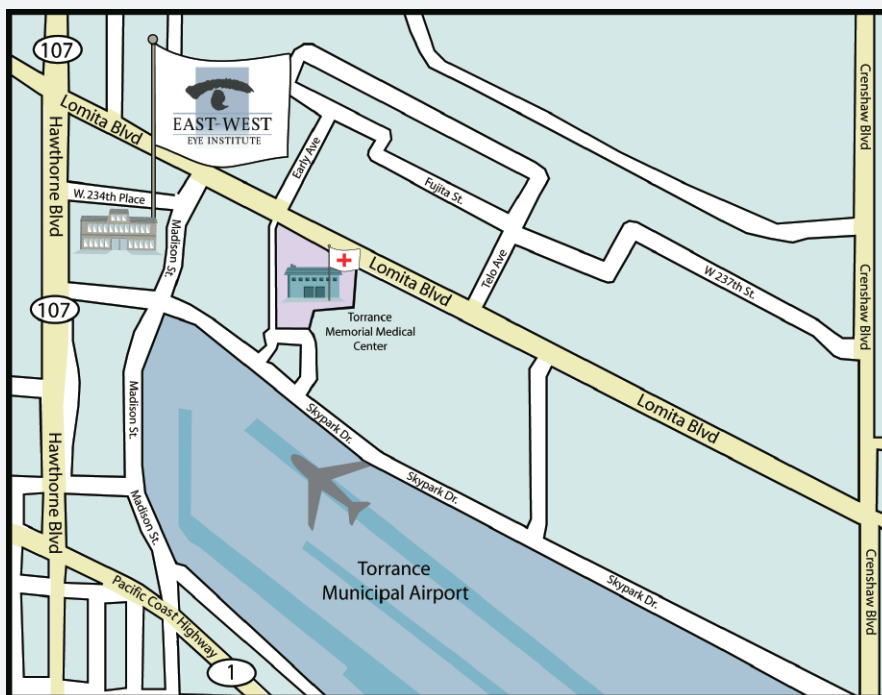 107
Lomita Blvd
EAST-WEST
EYE INSTITUTE
Crenshaw Blvd
Hawthorne Blvd
Early Ave
W. 234th Place
Fujita St.
Madison St.
Lomita Blvd
Telo Ave
W 237th St.
Crenshaw Blvd
107
Torrance
Memorial Medical
Center
Madison St.
Skypark Dr.
Lomita Blvd
Hawthorne Blvd
Skypark Dr.
Madison St.
Torrance
Municipal Airport
Skypark Dr.
Crenshaw Blvd
Pacific Coast Highway
1